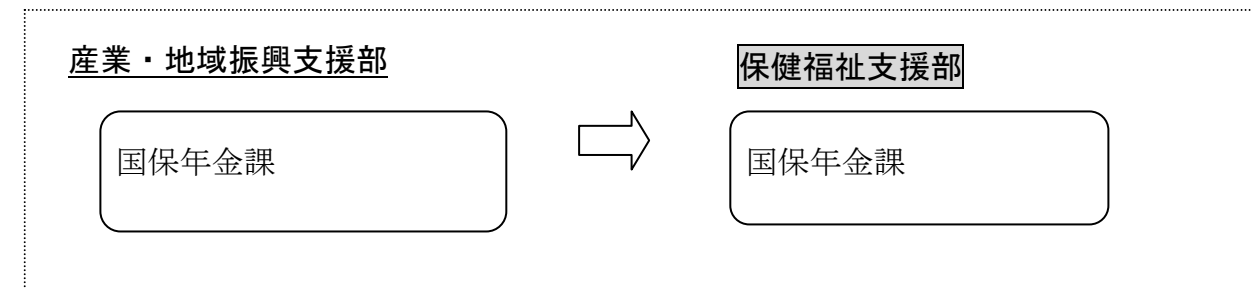 産業・地域振興支援部
保健福祉支援部
国保年金課
国保年金課